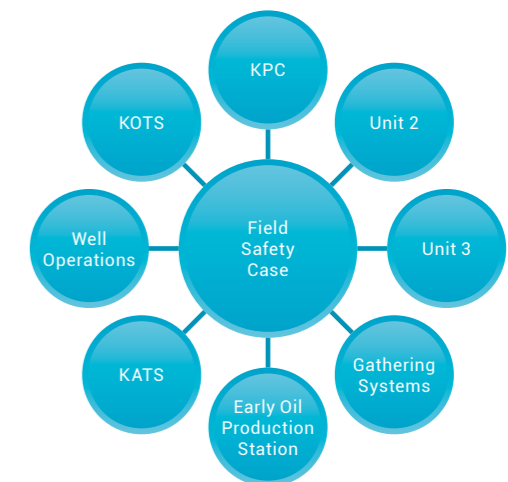 KPC
KOTS
Unit 2
Well
Operations
Field
Safety
Case
Unit 3
KATS
Gathering
Systems
Early Oil
Production
Station